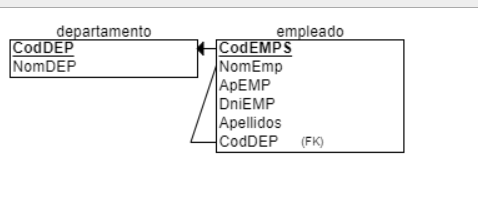 departamento
CodDEP
NomDEP
empleado
CodEMPS
NomEmp
ApEMP
DniEMP
Apellidos
CodDEP (FK)